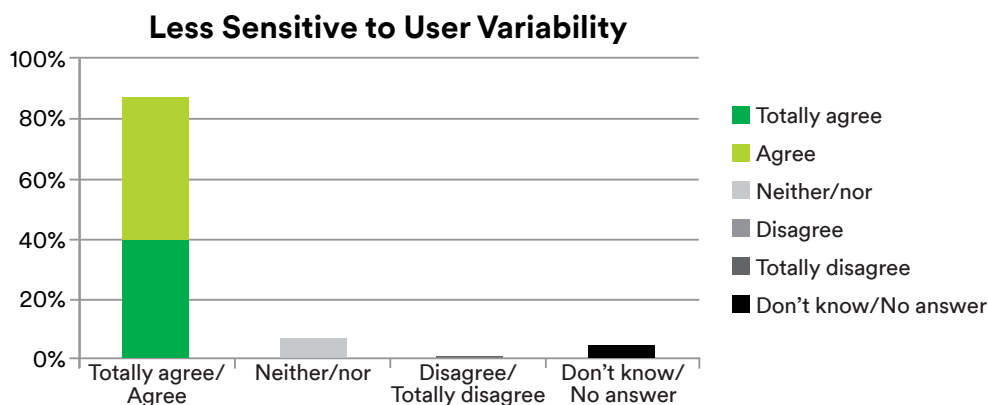 Less Sensitive to User Variability
100%
80%
60%
40%
20%
0%
Totally agree/
Agree
Neither/nor
Disagree/
Totally disagree
Don't know/
No answer
Totally agree
Agree
Neither/nor
Disagree
Totally disagree
Don't know/No answer